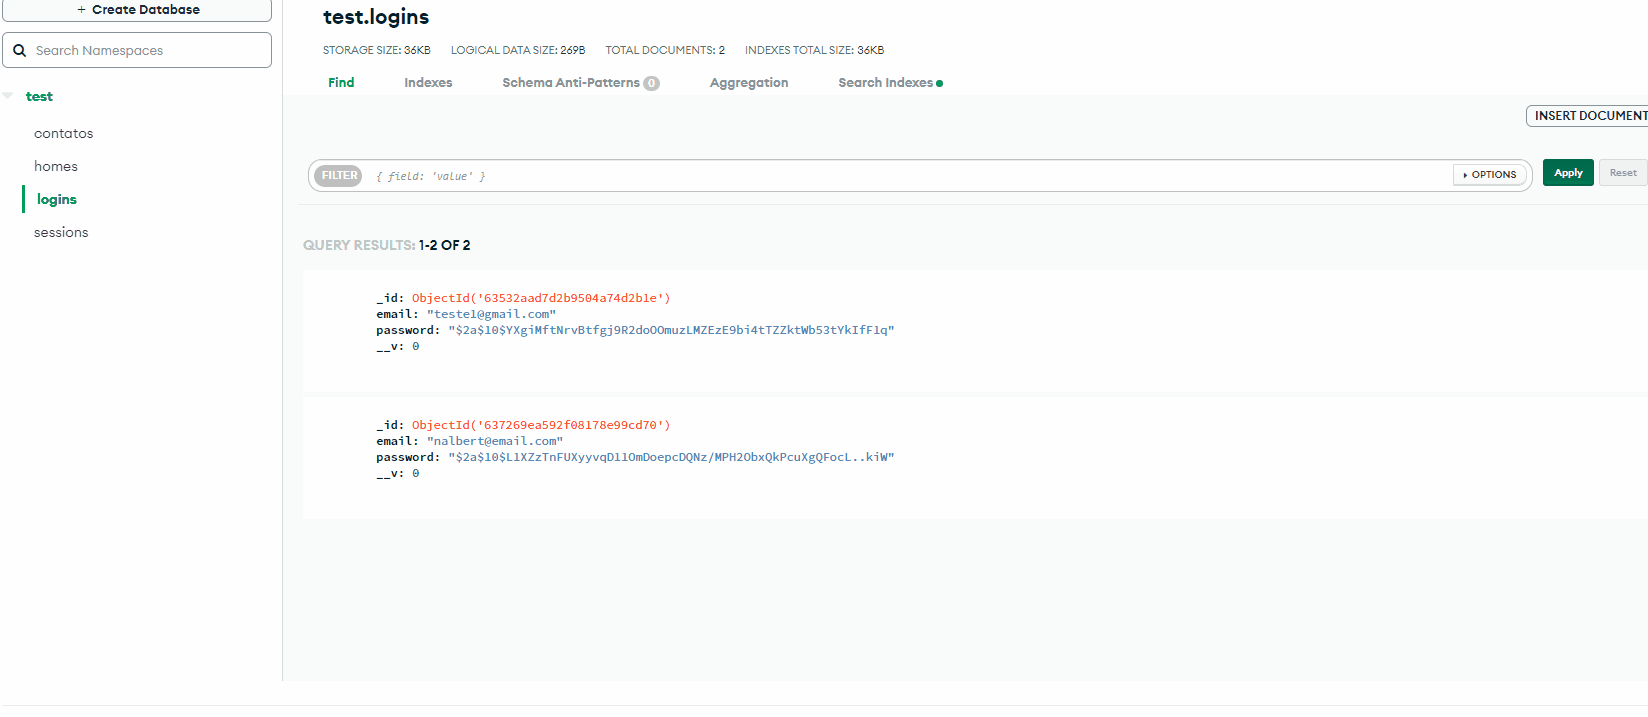 + Create Database
Search Namespaces
test
contatos
homes
logins
sessions
test.logins
STORAGE SIZE: 36KB LOGICAL DATA SIZE: 269B TOTAL DOCUMENTS: 2 INDEXES TOTAL SIZE: 36KB
Find Indexes Schema Anti-Patterns 0 Aggregation Search Indexes
INSERT DOCUMENT
FILTER { field: 'value' } OPTIONS Apply Reset
QUERY RESULTS: 1-2 OF 2
_id: ObjectId('63532aad7d2b9504a74d2b1e')
email: "teste1@gmail.com"
password: "$2a$10$YXgiMftNrvBtfgj9R2doOOmuzLMZEzE9bi4tTZZktWb53tYkIfF1q"
__v: 0
_id: ObjectId('637269ea592f08178e99cd70')
email: "nalbert@email.com"
password: "$2a$10$L1XZzTnFUXyyvqD1lOmDoepcDQNz/MPH2ObxQkPcuXgQFocL..kiW"
__v: 0